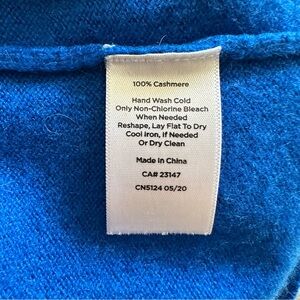 100% Cashmere
Hand Wash Cold
Only Non-Chlorine Bleach
When Needed
Reshape, Lay Flat To Dry
Cool iron, If Needed
Or Dry Clean
Made In China
CA# 23147
CN5124 05/20